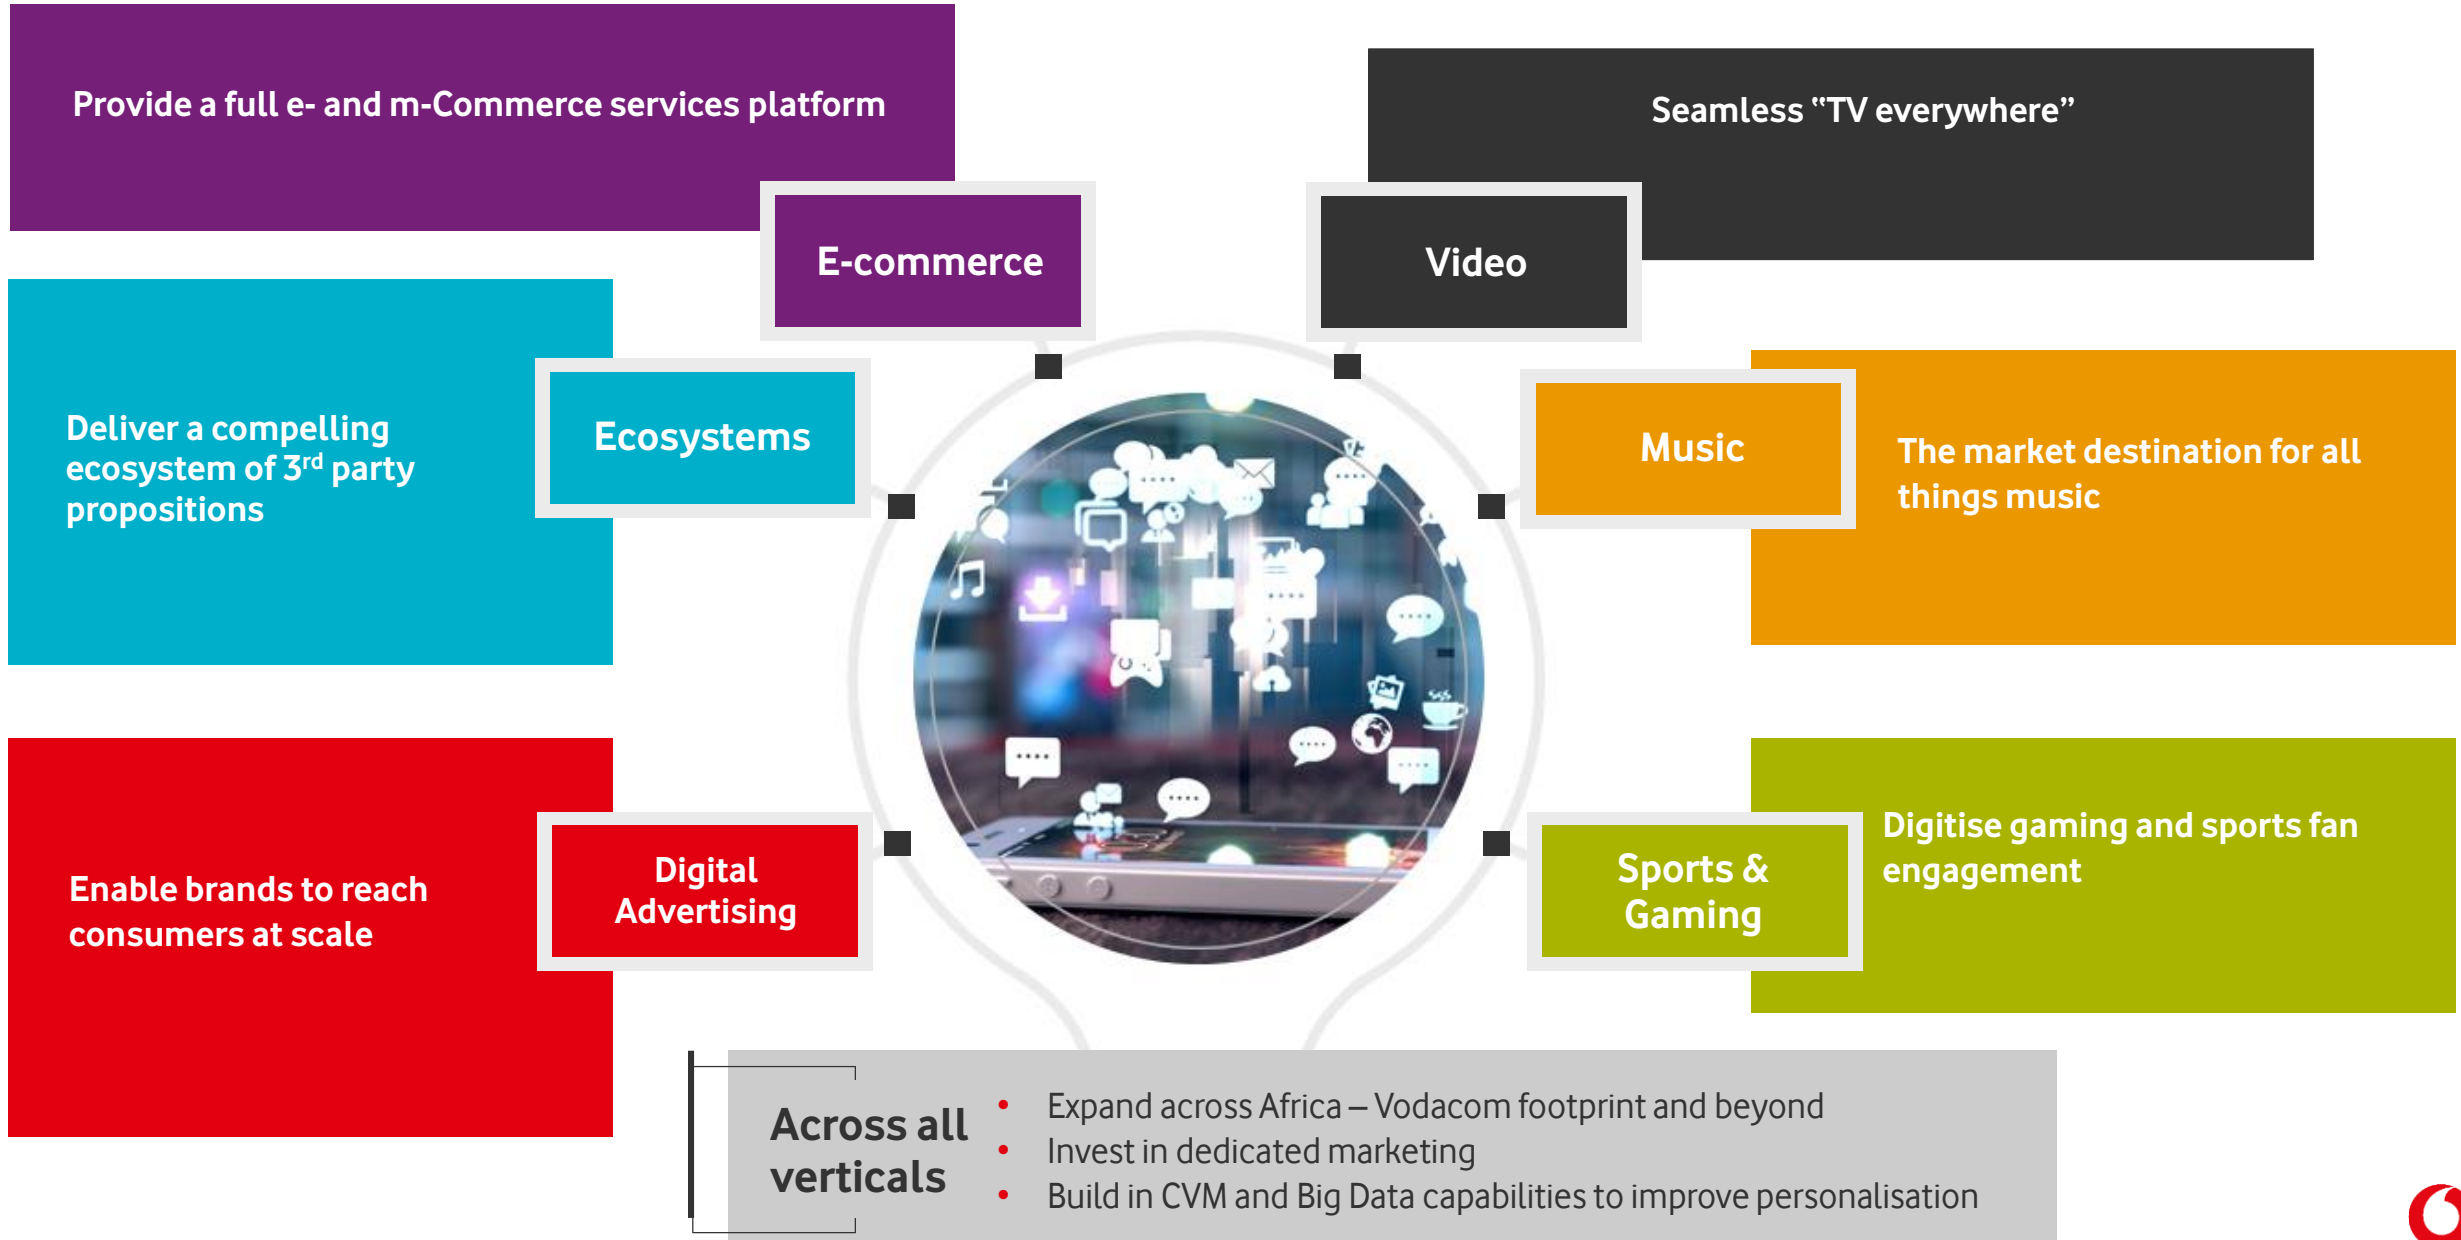 Provide a full e- and m-Commerce services platform
E-commerce
Seamless “TV everywhere”
Video
Deliver a compelling
ecosystem of 3rd party
propositions
Ecosystems
Music
The market destination for all
things music
Enable brands to reach
consumers at scale
Digital
Advertising
Sports &
Gaming
Digitise gaming and sports fan
engagement
Across all
verticals
• Expand across Africa – Vodacom footprint and beyond
• Invest in dedicated marketing
• Build in CVM and Big Data capabilities to improve personalisation